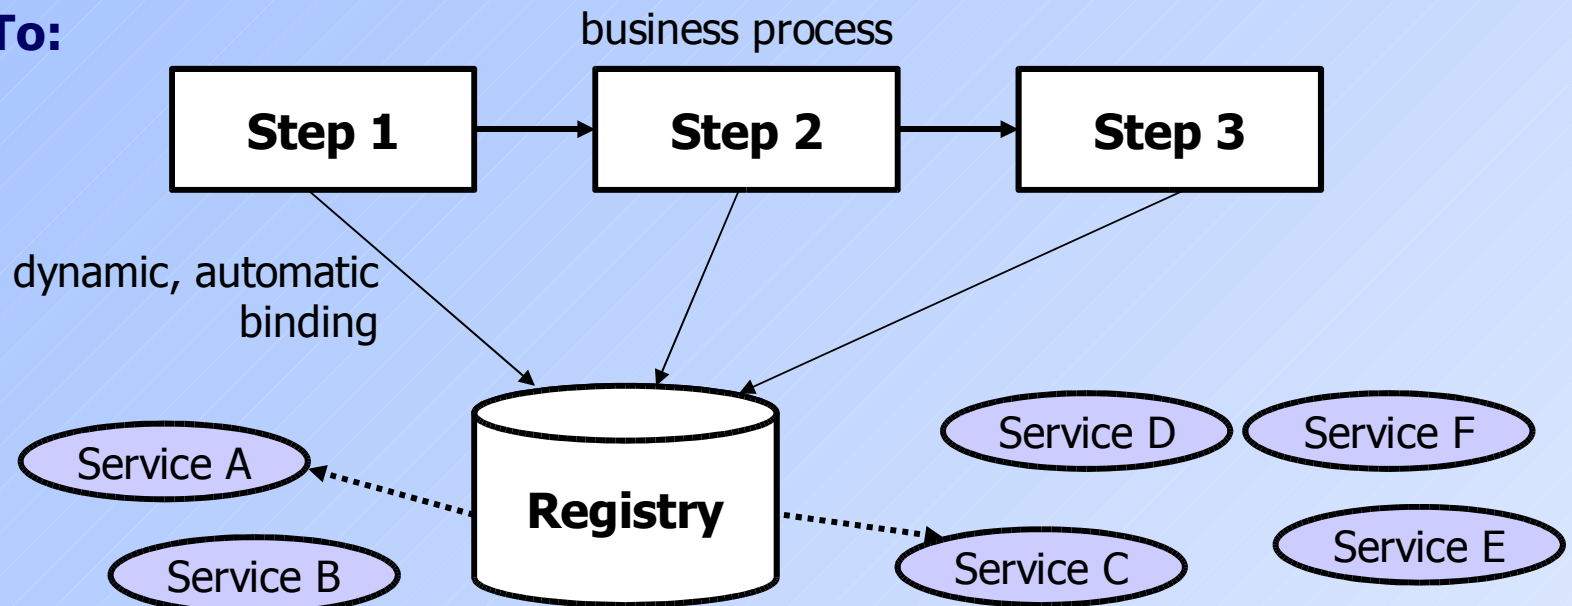 To:
business process
Step 1
Step 2
Step 3
dynamic, automatic
binding
Service A
Service B
Registry
Service D
Service F
Service C
Service E